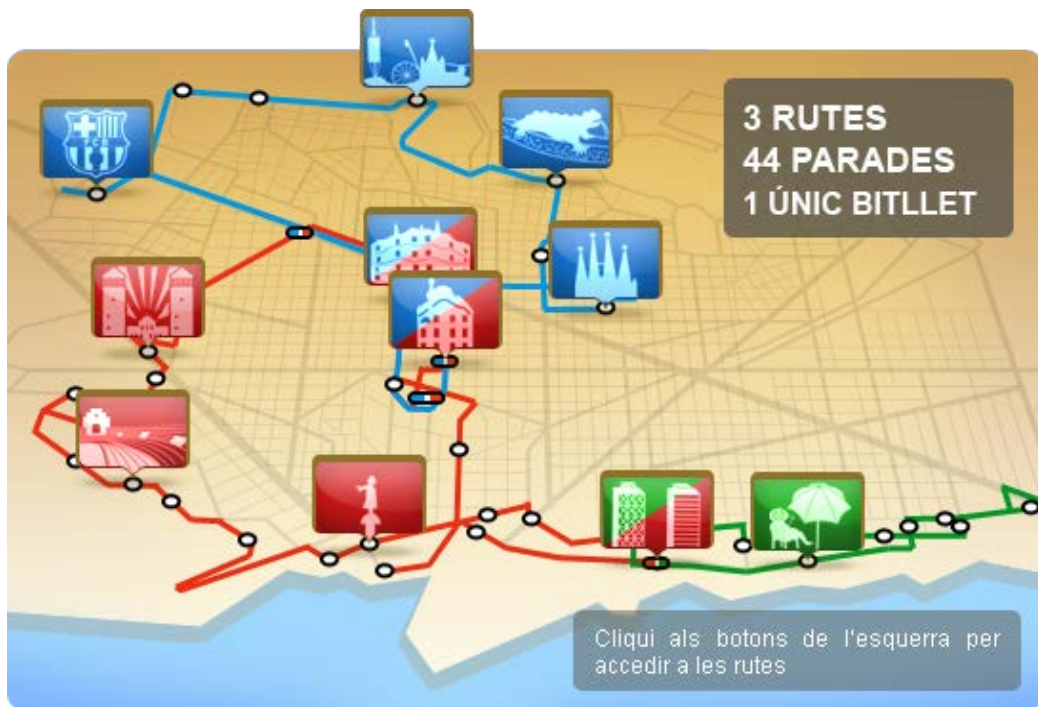 3 RUTES
44 PARADES
1 ÚNIC BITLLET
Cliqui als botons de l'esquerra per
accedir a les rutes